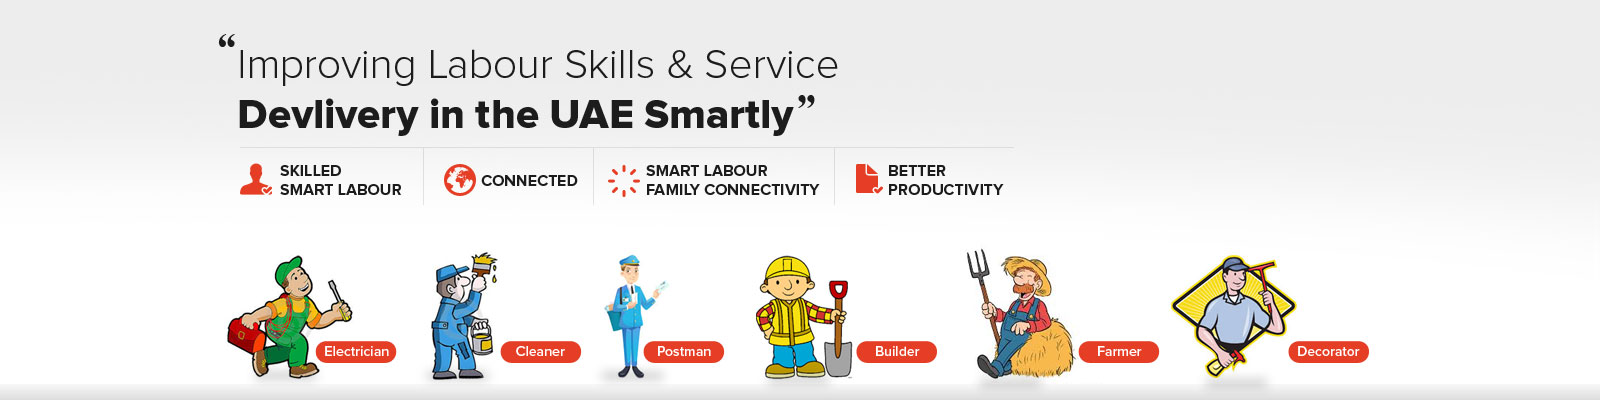 “Improving Labour Skills & Service
Devlivery in the UAE Smartly”
SKILLED
SMART LABOUR
CONNECTED
SMART LABOUR
FAMILY CONNECTIVITY
BETTER
PRODUCTIVITY
Electrician
Cleaner
Postman
Builder
Farmer
Decorator